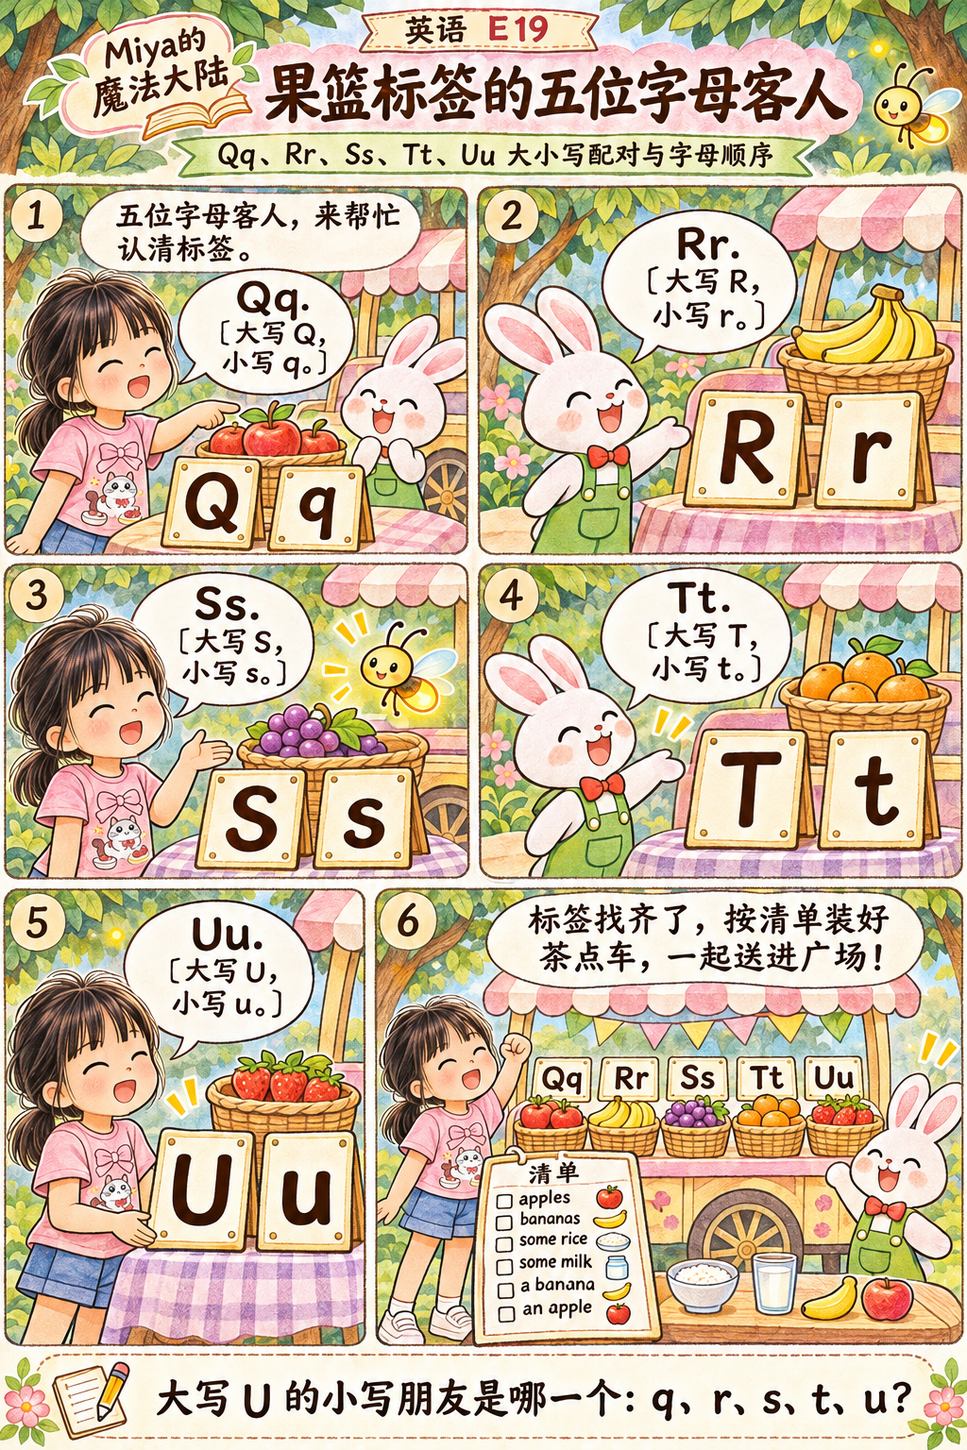 英语 E19
Miya的
魔法大陆
果篮标签的五位字母客人
Qq、Rr、Ss、Tt、Uu 大小写配对与字母顺序
1
五位字母客人，来帮忙
认清标签。
Qq.
[大写 Q，
小写 q。]
Q q
2
Rr.
[大写 R，
小写 r。]
R r
3
Ss.
[大写 S，
小写 s。]
S s
4
Tt.
[大写 T，
小写 t。]
T t
5
Uu.
[大写 U，
小写 u。]
U u
6
标签找齐了，按清单装好
茶点车，一起送进广场！
Qq Rr Ss Tt Uu
清单
apples
bananas
some rice
some milk
a banana
an apple
大写 U 的小写朋友是哪一个：q、r、s、t、u？